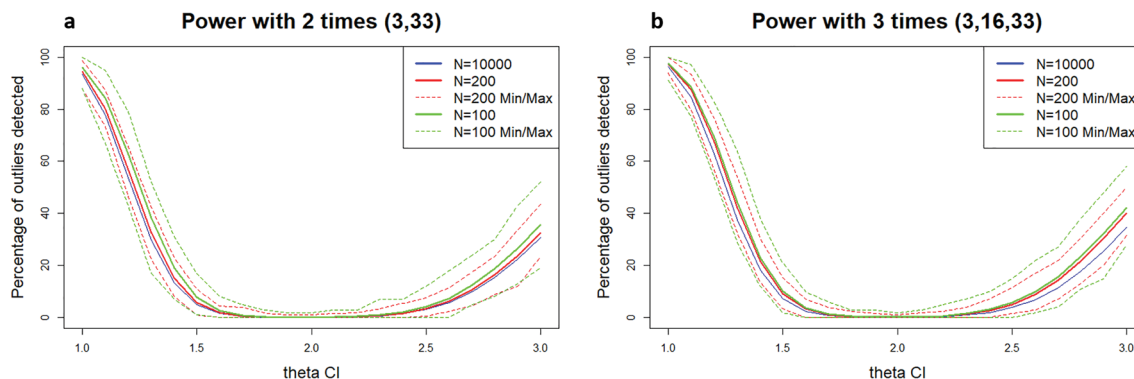 a
Power with 2 times (3,33)
Percentage of outliers detected
100
80
60
40
20
0
N=10000
N=200
N=200 Min/Max
N=100
N=100 Min/Max
1.0 1.5 2.0 2.5 3.0
theta CI
b
Power with 3 times (3,16,33)
Percentage of outliers detected
100
80
60
40
20
0
N=10000
N=200
N=200 Min/Max
N=100
N=100 Min/Max
1.0 1.5 2.0 2.5 3.0
theta CI